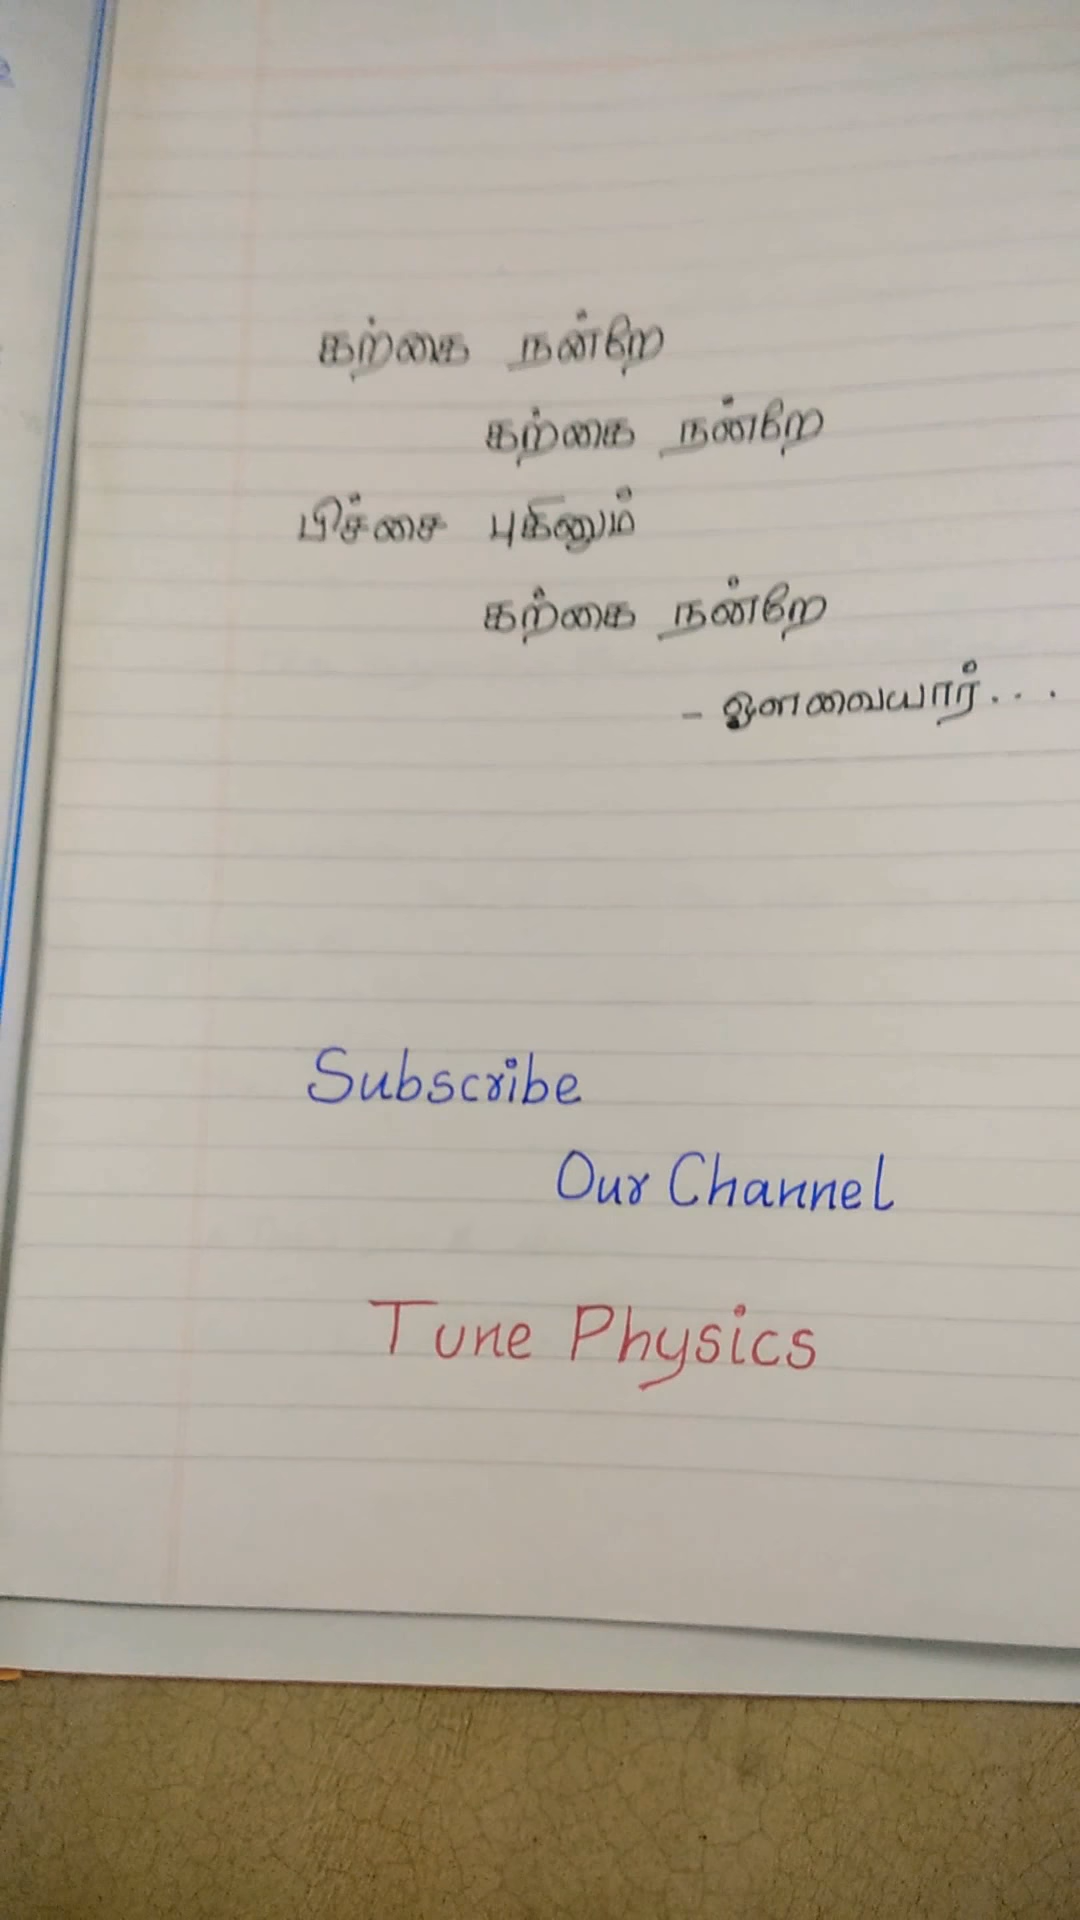 கற்கை நன்றே
கற்கை நன்றே
பிச்சை புகினும்
கற்கை நன்றே
- ஔவையார்...
Subscribe
Our Channel
Tune Physics